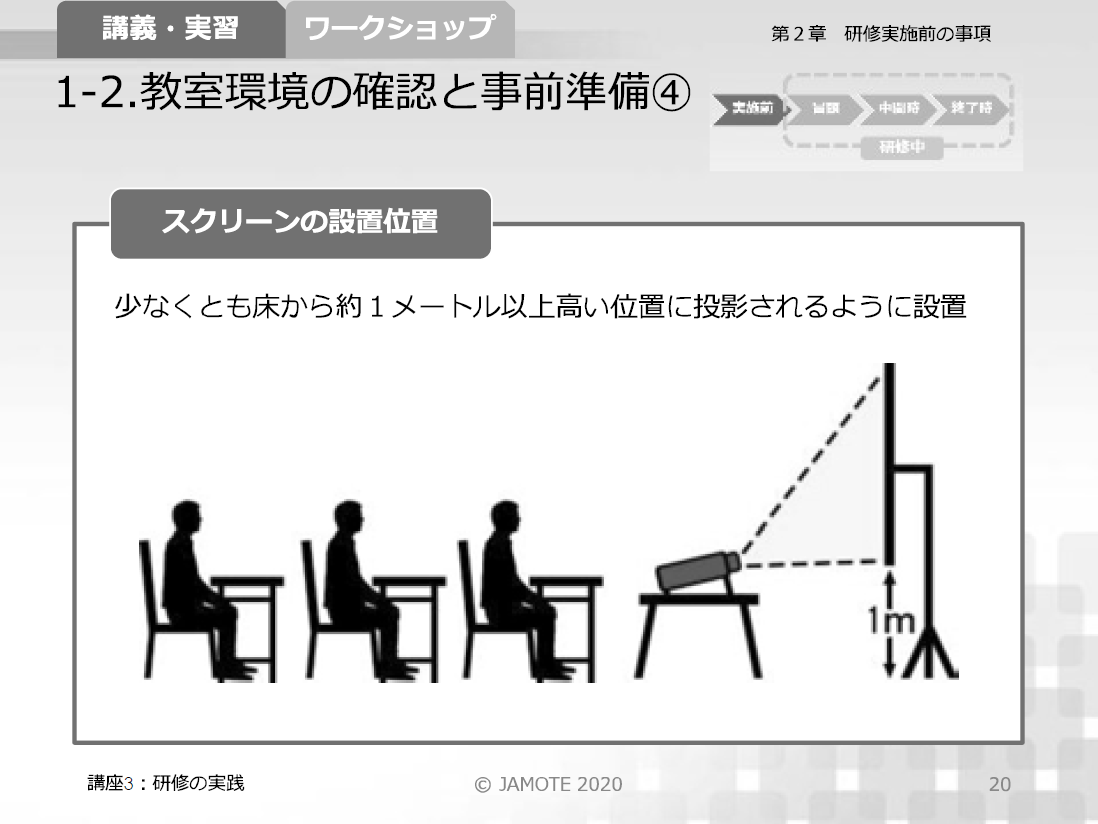 講義・実習
ワークショップ
第２章　研修実施前の事項
1-2.教室環境の確認と事前準備④
実施前
冒頭
中間時
終了時
研修中
スクリーンの設置位置
少なくとも床から約１メートル以上高い位置に投影されるように設置
1m
講座3：研修の実践
© JAMOTE 2020
20